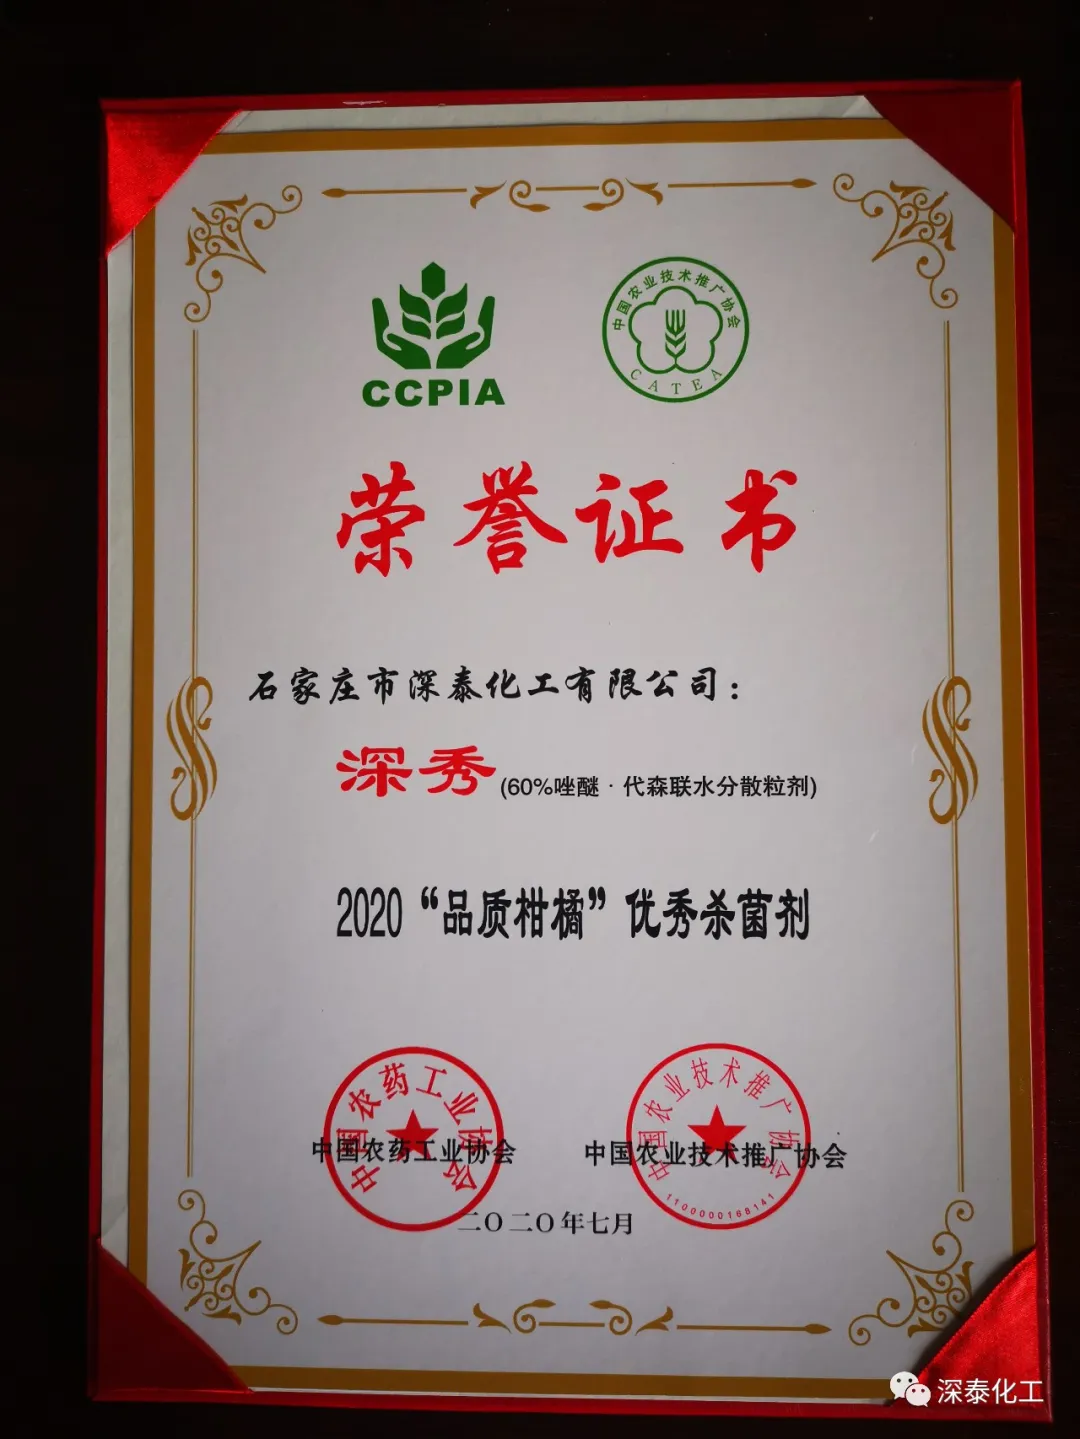 CCPIA
中国农业技术推广协会
CATEA
荣誉证书
石家庄市深泰化工有限公司：
深秀(60%唑醚·代森联水分散粒剂)
2020“品质柑橘”优秀杀菌剂
中国农药工业协会
中国农业技术推广协会
中国农药工业协会
中国农业技术推广协会
1100000168141
二〇二〇年七月
深泰化工